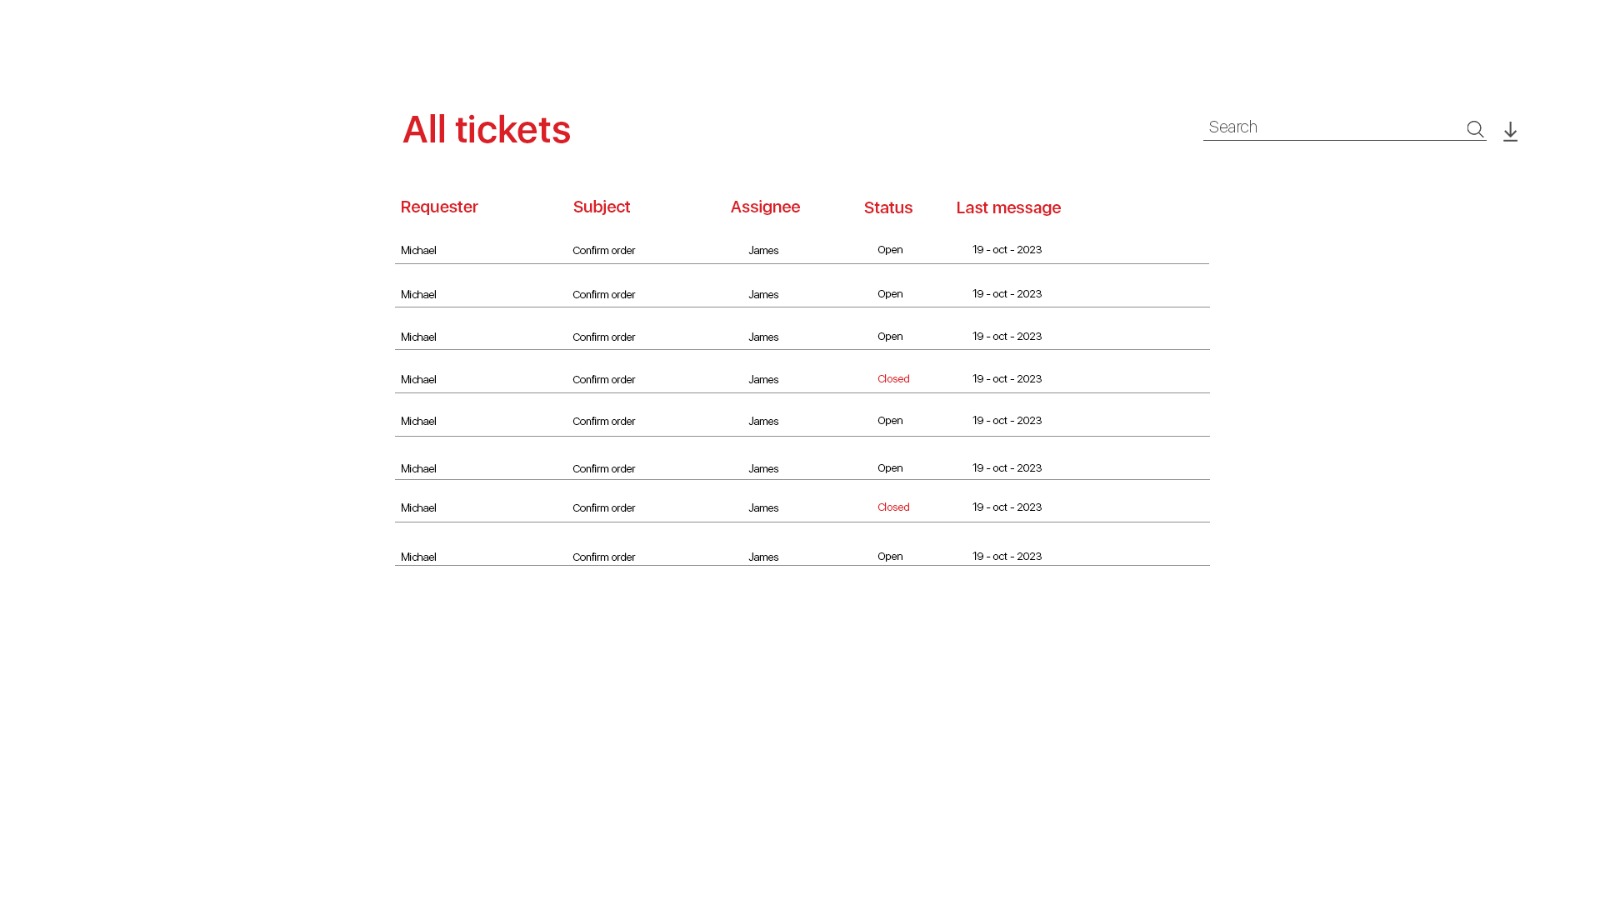 All tickets
Search
Requester Subject Assignee Status Last message
Michael Confirm order James Open 19 - oct - 2023
Michael Confirm order James Open 19 - oct - 2023
Michael Confirm order James Open 19 - oct - 2023
Michael Confirm order James Closed 19 - oct - 2023
Michael Confirm order James Open 19 - oct - 2023
Michael Confirm order James Open 19 - oct - 2023
Michael Confirm order James Closed 19 - oct - 2023
Michael Confirm order James Open 19 - oct - 2023